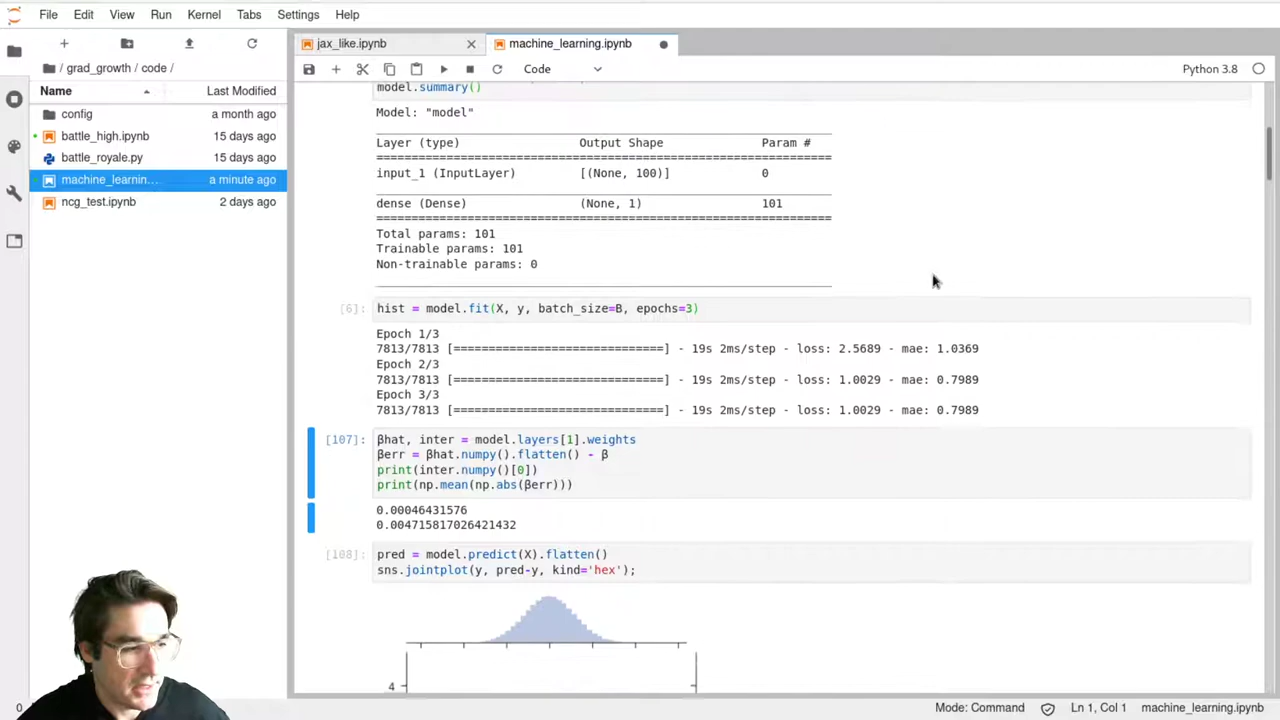 File Edit View Run Kernel Tabs Settings Help
jax_like.ipynb
machine_learning.ipynb
/ grad_growth / code /
Code
Python 3.8
Name Last Modified
config a month ago
battle_high.ipynb 15 days ago
battle_royale.py 15 days ago
machine_learnin... a minute ago
ncg_test.ipynb 2 days ago
model.summary()
Model: "model"
Layer (type) Output Shape Param #
input_1 (InputLayer) [(None, 100)] 0
dense (Dense) (None, 1) 101
Total params: 101
Trainable params: 101
Non-trainable params: 0
[6]: hist = model.fit(X, y, batch_size=B, epochs=3)
Epoch 1/3
7813/7813 [==============================] - 19s 2ms/step - loss: 2.5689 - mae: 1.0369
Epoch 2/3
7813/7813 [==============================] - 19s 2ms/step - loss: 1.0029 - mae: 0.7989
Epoch 3/3
7813/7813 [==============================] - 19s 2ms/step - loss: 1.0029 - mae: 0.7989
[107]: βhat, inter = model.layers[1].weights
βerr = βhat.numpy().flatten() - β
print(inter.numpy()[0])
print(np.mean(np.abs(βerr)))
0.00046431576
0.004715817026421432
[108]: pred = model.predict(X).flatten()
sns.jointplot(y, pred-y, kind='hex');
4
0
Mode: Command Ln 1, Col 1 machine_learning.ipynb